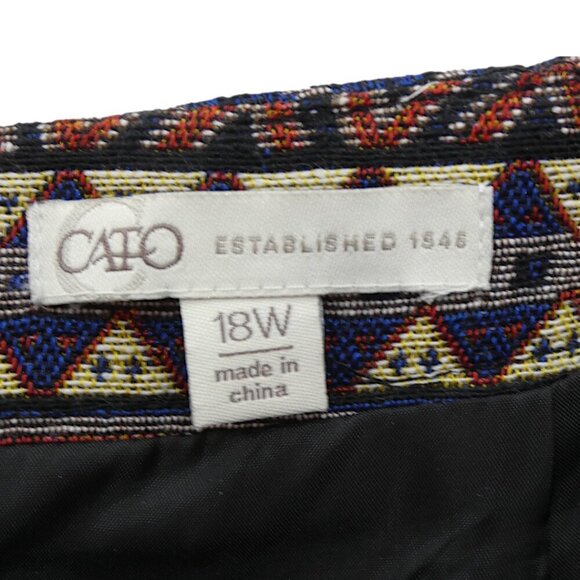 CATO ESTABLISHED 1946
18W
made in
china